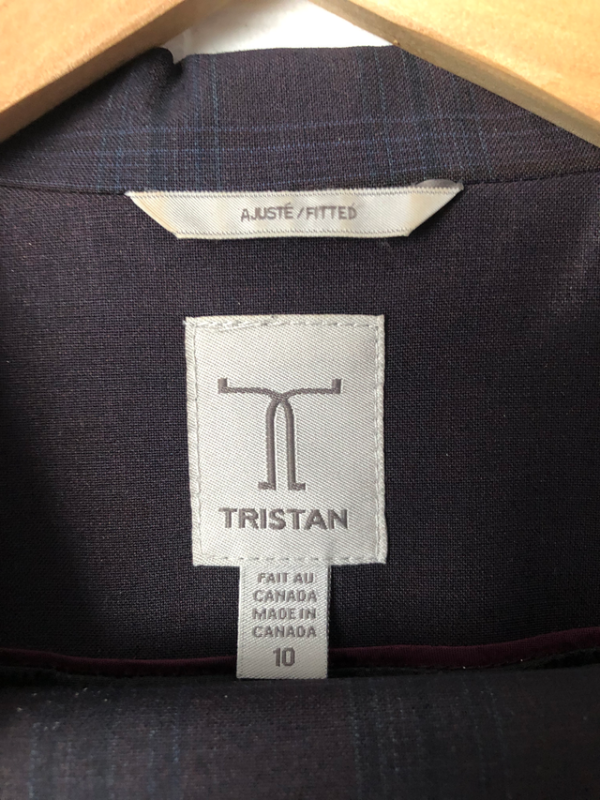 AJUSTÉ / FITTED
TRISTAN
FAIT AU
CANADA
MADE IN
CANADA
10